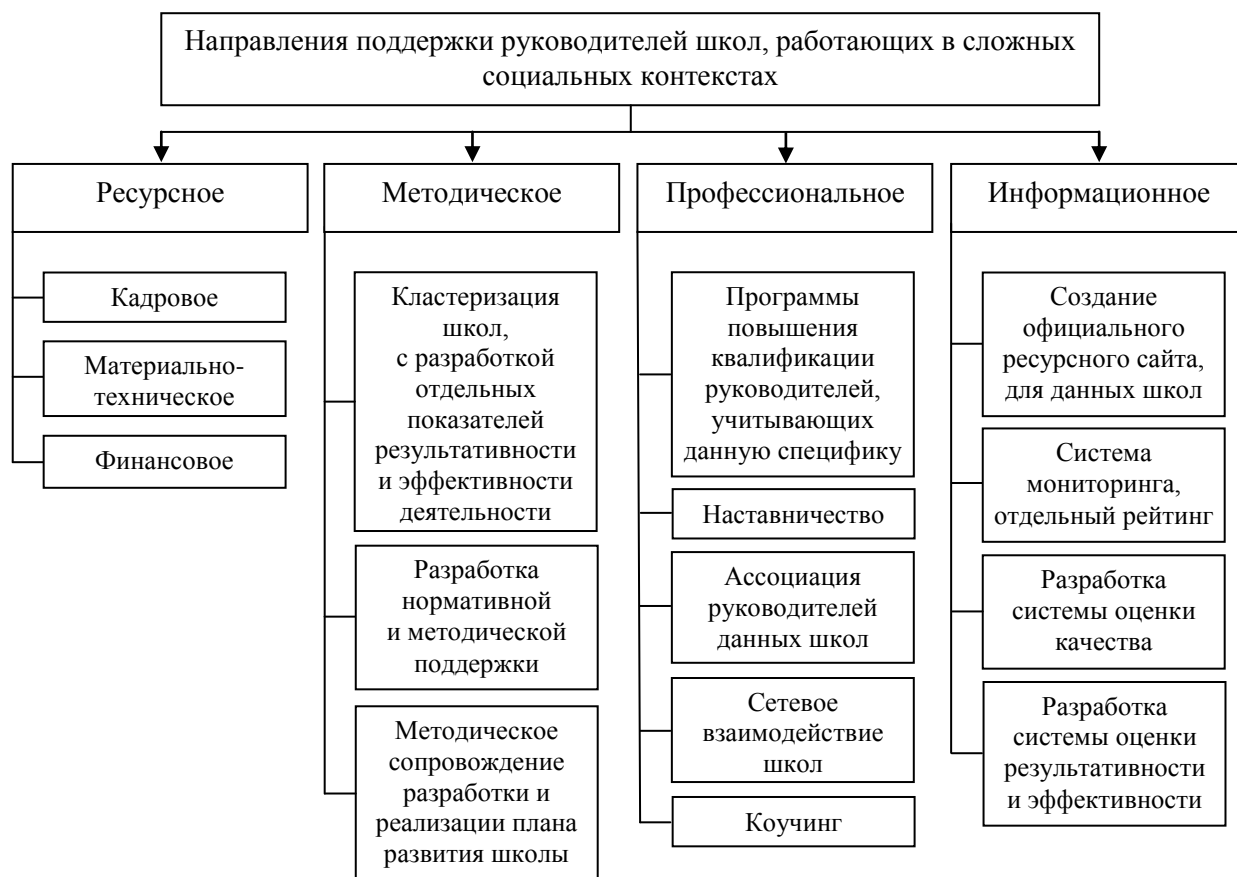 Направления поддержки руководителей школ, работающих в сложных
социальных контекстах
Ресурсное
Кадровое
Материально-
техническое
Финансовое
Методическое
Кластеризация
школ,
с разработкой
отдельных
показателей
результативности
и эффективности
деятельности
Разработка
нормативной
и методической
поддержки
Методическое
сопровождение
разработки и
реализации плана
развития школы
Профессиональное
Программы
повышения
квалификации
руководителей,
учитывающих
данную специфику
Наставничество
Ассоциация
руководителей
данных школ
Сетевое
взаимодействие
школ
Коучинг
Информационное
Создание
официального
ресурсного сайта,
для данных школ
Система
мониторинга,
отдельный рейтинг
Разработка
системы оценки
качества
Разработка
системы оценки
результативности
и эффективности